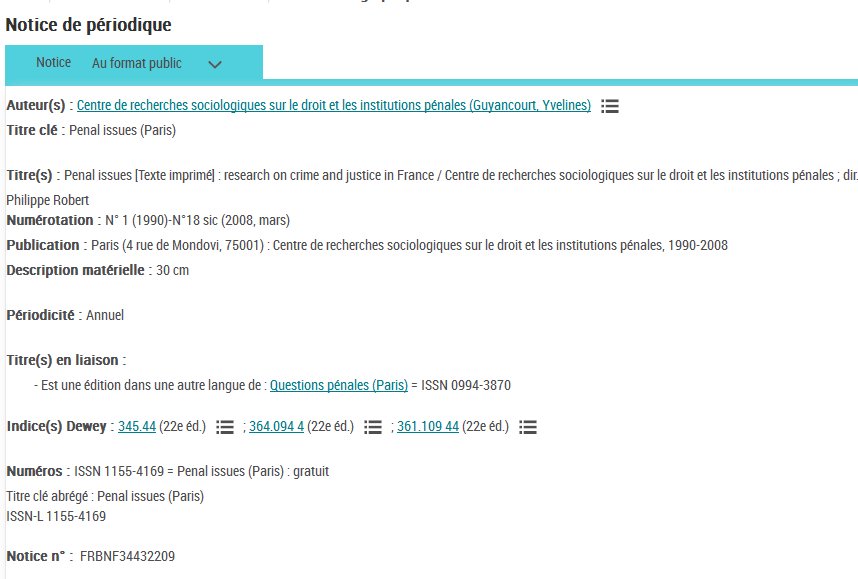 Notice de périodique
Notice Au format public
Auteur(s) : Centre de recherches sociologiques sur le droit et les institutions pénales (Guyancourt, Yvelines)
Titre clé : Penal issues (Paris)
Titre(s) : Penal issues [Texte imprimé] : research on crime and justice in France / Centre de recherches sociologiques sur le droit et les institutions pénales ; dir.
Philippe Robert
Numérotation : N° 1 (1990)-N°18 sic (2008, mars)
Publication : Paris (4 rue de Mondovi, 75001) : Centre de recherches sociologiques sur le droit et les institutions pénales, 1990-2008
Description matérielle : 30 cm
Périodicité : Annuel
Titre(s) en liaison :
- Est une édition dans une autre langue de : Questions pénales (Paris) = ISSN 0994-3870
Indice(s) Dewey : 345.44 (22e éd.) ; 364.094 4 (22e éd.) ; 361.109 44 (22e éd.)
Numéros : ISSN 1155-4169 = Penal issues (Paris) : gratuit
Titre clé abrégé : Penal issues (Paris)
ISSN-L 1155-4169
Notice n° : FRBNF34432209